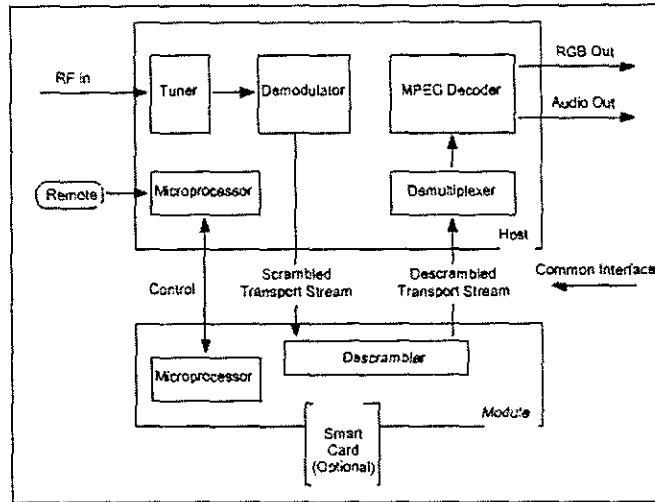 RF in
Tuner
Demodulator
MPEG Decoder
RGB Out
Audio Out
Remote
Microprocessor
Demultiplexer
Host
Control
Scrambled
Transport Stream
Descrambled
Transport Stream
Common Interface
Microprocessor
Descrambler
Module
Smart
Card
(Optional)